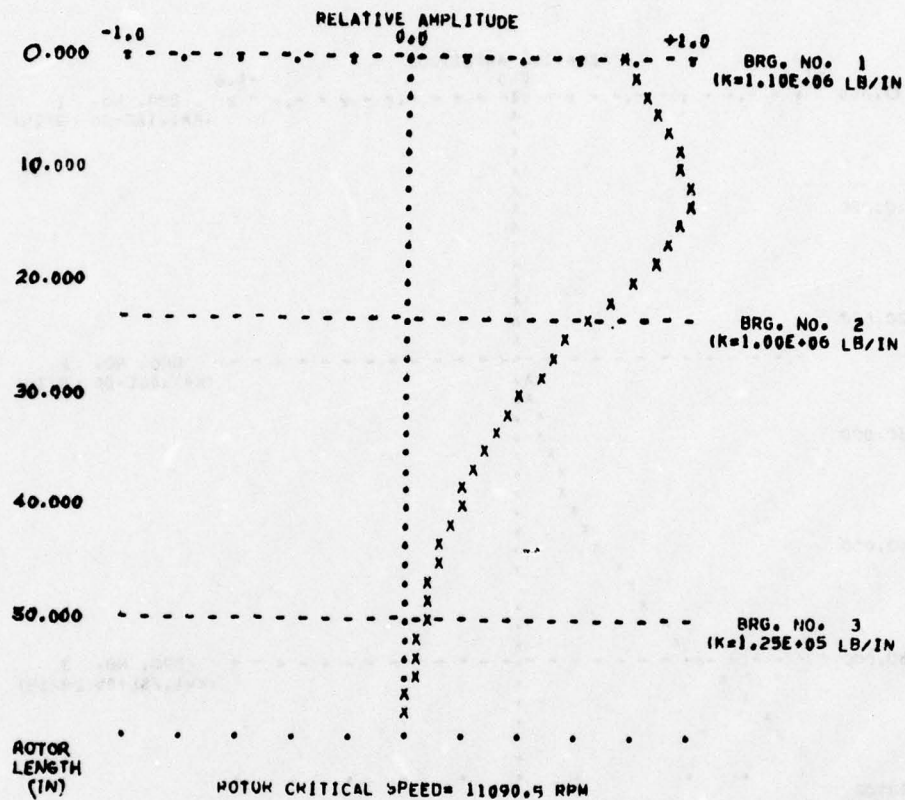 RELATIVE AMPLITUDE
-1.0 0.0 +1.0
0.000
BRG. NO. 1
(K=1.10E+06 LB/IN
10.000
20.000
BRG. NO. 2
(K=1.00E+06 LB/IN
30.000
40.000
50.000
BRG. NO. 3
(K=1.25E+05 LB/IN
ROTOR
LENGTH
(IN)
ROTOR CRITICAL SPEED= 11090.5 RPM